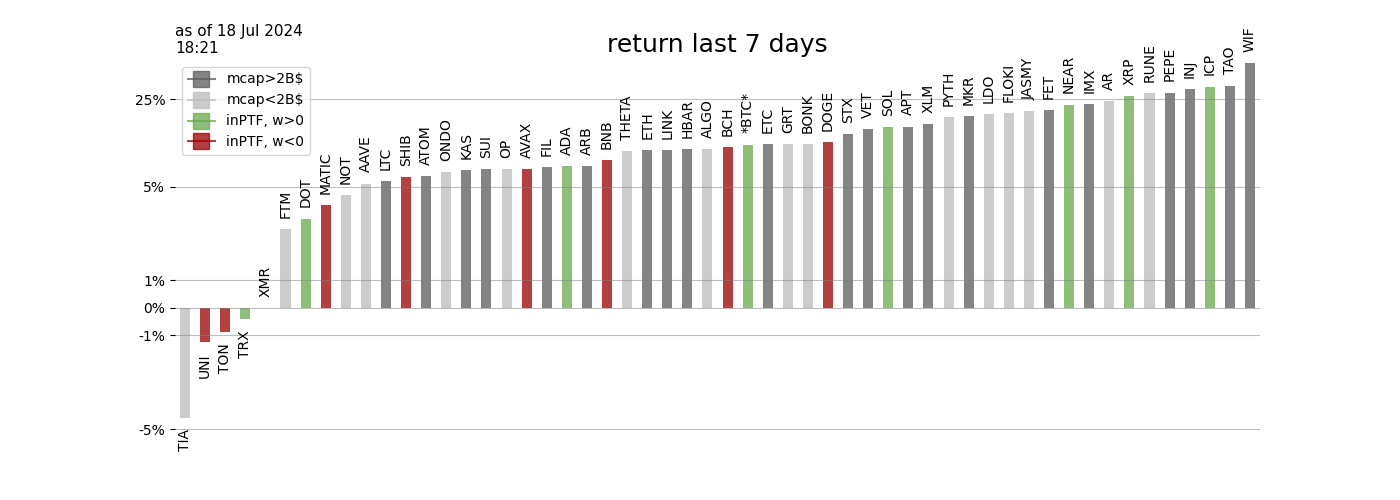 as of 18 Jul 2024
18:21
return last 7 days
mcap>2B$
mcap<2B$
inPTF, w>0
inPTF, w<0
25%
5%
1%
0%
-1%
-5%
TIA
UNI
TON
TRX
XMR
FTM
DOT
MATIC
NOT
AAVE
LTC
SHIB
ATOM
ONDO
KAS
SUI
OP
AVAX
FIL
ADA
ARB
BNB
THETA
ETH
LINK
HBAR
ALGO
BCH
*BTC*
ETC
GRT
BONK
DOGE
STX
VET
SOL
APT
XLM
PYTH
MKR
LDO
FLOKI
JASMY
FET
NEAR
IMX
AR
XRP
RUNE
PEPE
INJ
ICP
TAO
WIF